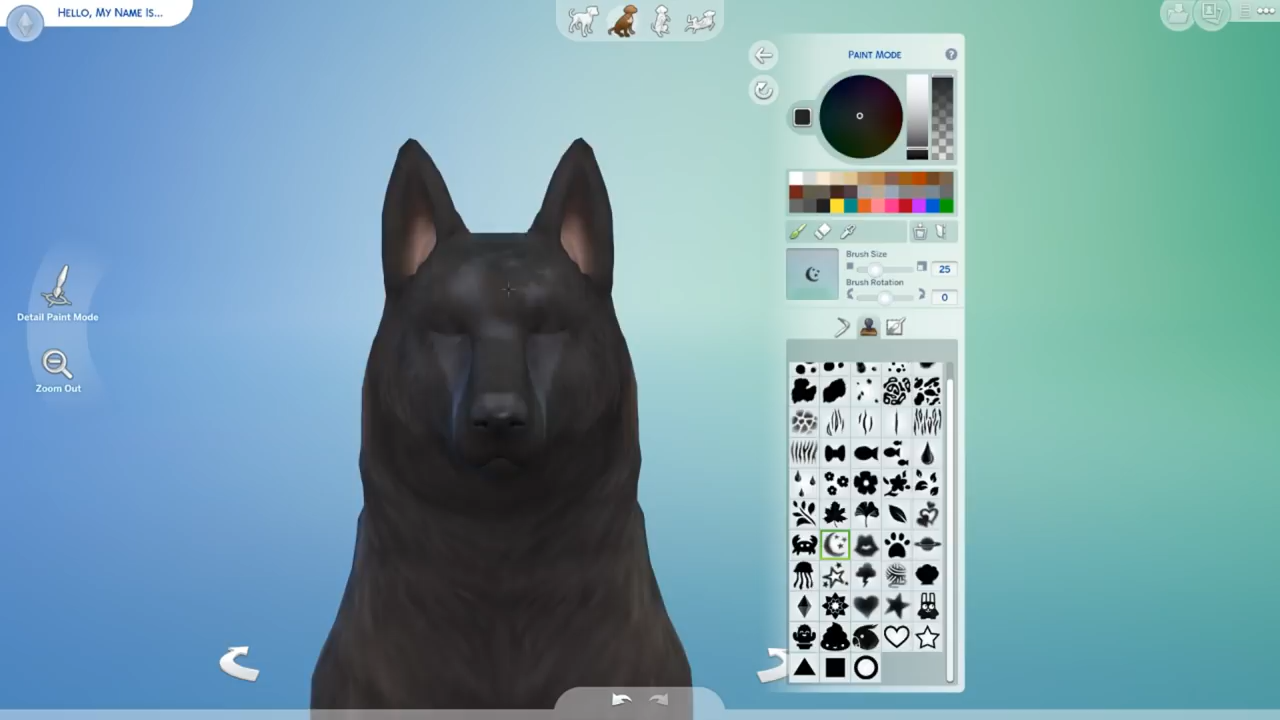 Hello, My Name Is...
Paint Mode
?
Brush Size
25
Brush Rotation
0
Detail Paint Mode
Zoom Out